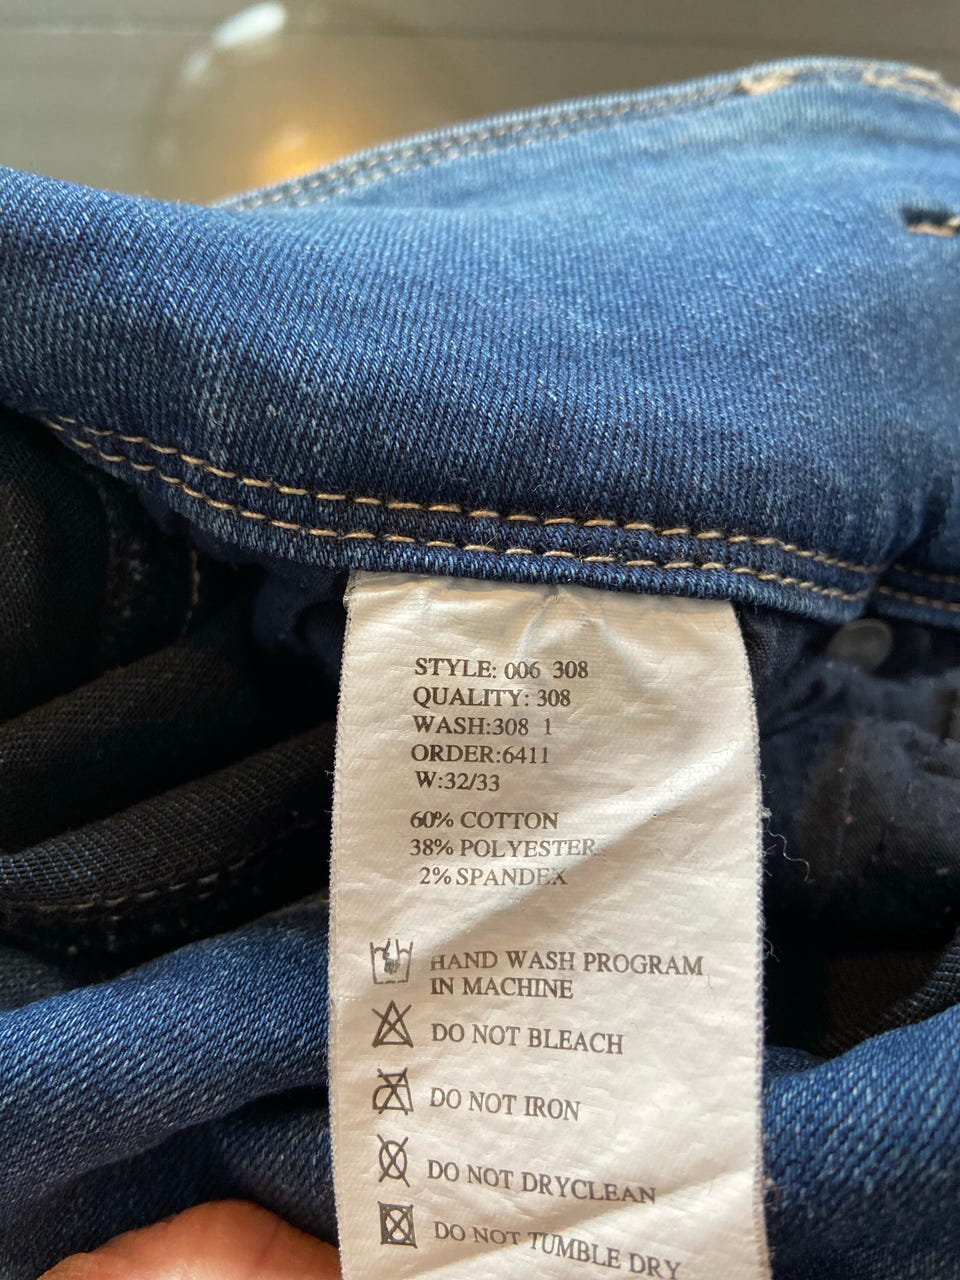 STYLE: 006 308
QUALITY: 308
WASH:308 1
ORDER:6411
W:32/33
60% COTTON
38% POLYESTER
2% SPANDEX
HAND WASH PROGRAM
IN MACHINE
DO NOT BLEACH
DO NOT IRON
DO NOT DRYCLEAN
DO NOT TUMBLE DRY